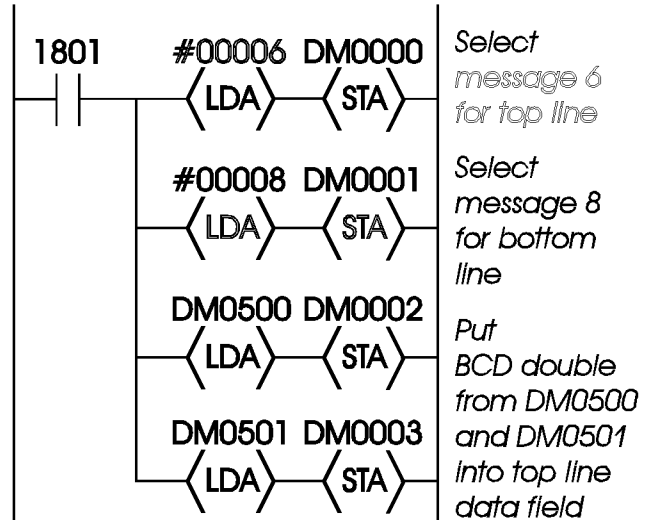 1801
#00006 DM0000
LDA STA
Select
message 6
for top line
#00008 DM0001
LDA STA
Select
message 8
for bottom
line
DM0500 DM0002
LDA STA
DM0501 DM0003
LDA STA
Put
BCD double
from DM0500
and DM0501
into top line
data field